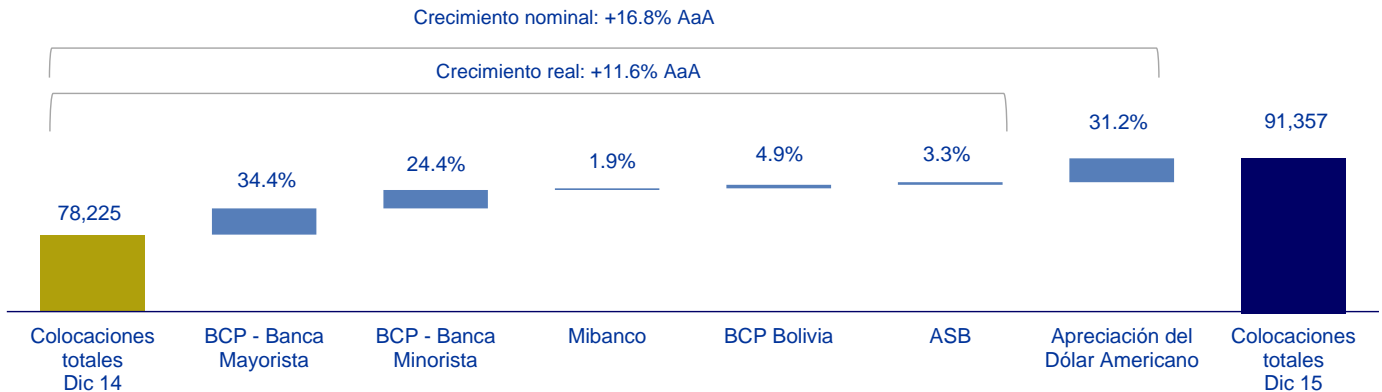 Crecimiento nominal: +16.8% AaA
Crecimiento real: +11.6% AaA
78,225
34.4%
24.4%
1.9%
4.9%
3.3%
31.2%
91,357
Colocaciones
totales
Dic 14
BCP - Banca
Mayorista
BCP - Banca
Minorista
Mibanco
BCP Bolivia
ASB
Apreciación del
Dólar Americano
Colocaciones
totales
Dic 15